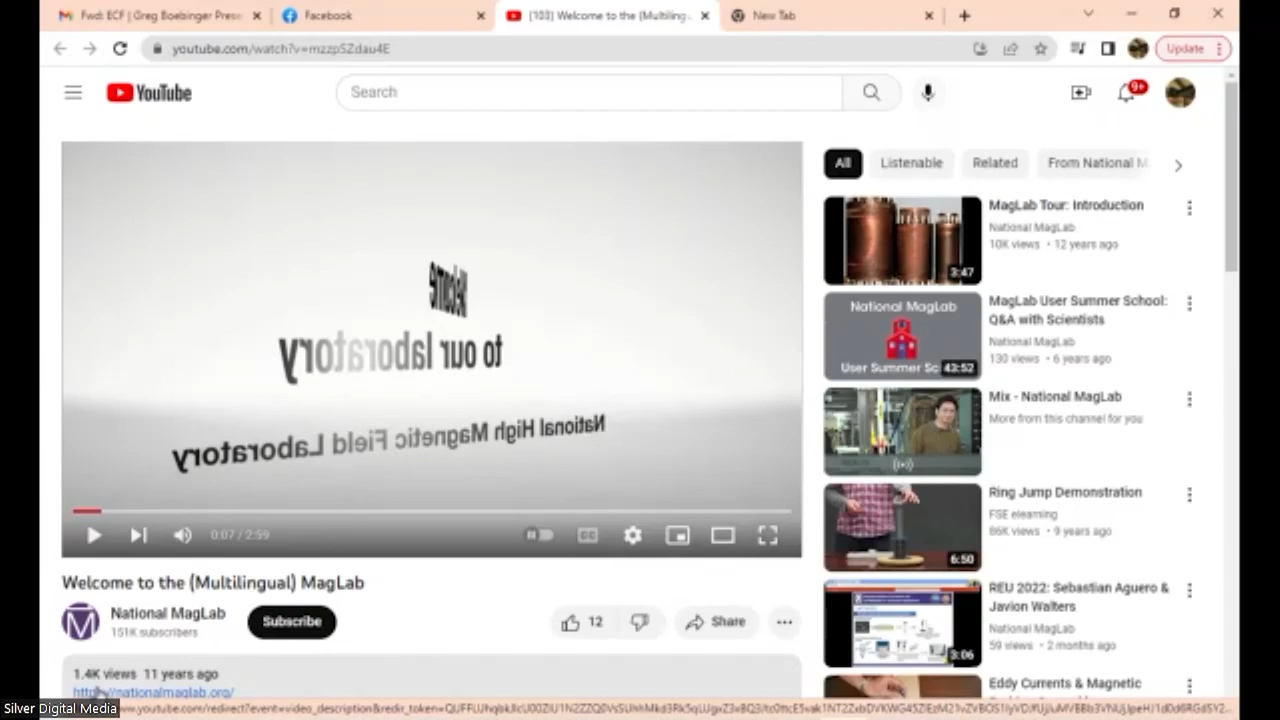 Fwd: ECF | Greg Boebinger Prese
Facebook
(103) Welcome to the (Multiling
New Tab
youtube.com/watch?v=mzzpSZdau4E
Update
YouTube
Search
9+
Welcome
to our laboratory
National High Magnetic Field Laboratory
0:07 / 2:59
Welcome to the (Multilingual) MagLab
National MagLab
151K subscribers
Subscribe
12
Share
1.4K views 11 years ago
http://nationalmaglab.org/
All
Listenable
Related
From National M
MagLab Tour: Introduction
National MagLab
10K views • 12 years ago
3:47
National MagLab
User Summer Sc
43:52
MagLab User Summer School:
Q&A with Scientists
National MagLab
130 views • 6 years ago
Mix - National MagLab
More from this channel for you
Ring Jump Demonstration
FSE elearning
86K views • 9 years ago
6:50
REU 2022: Sebastian Aguero &
Javion Walters
National MagLab
59 views • 2 months ago
3:06
Eddy Currents & Magnetic
Silver Digital Media